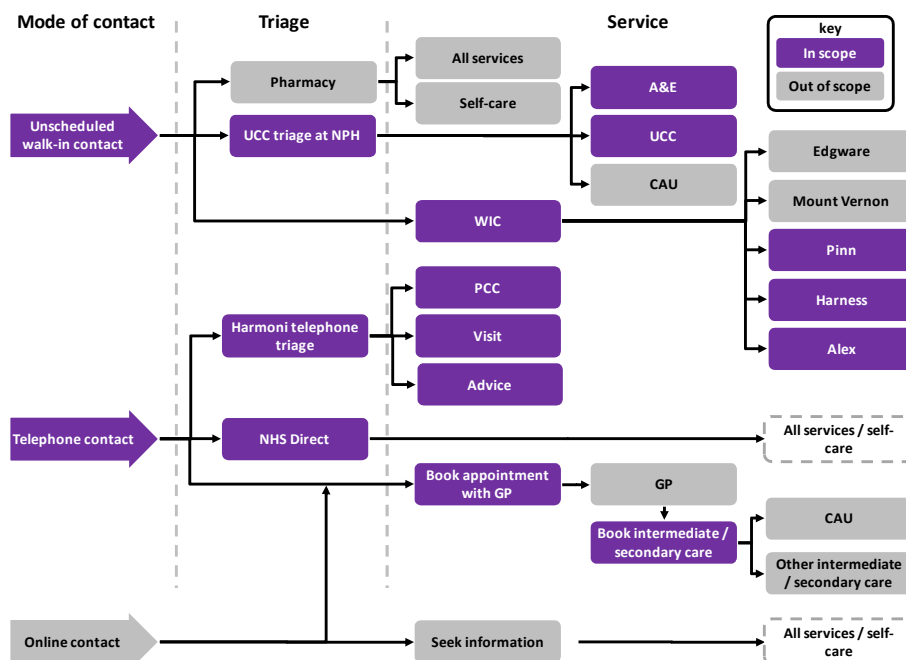 Mode of contact
Triage
Service
key
In scope
Out of scope
Pharmacy
All services
Self-care
Unscheduled
walk-in contact
UCC triage at NPH
A&E
UCC
CAU
WIC
Edgware
Mount Vernon
Pinn
Harness
Alex
Harmoni telephone
triage
PCC
Visit
Advice
Telephone contact
NHS Direct
All services / self-
care
Book appointment
with GP
GP
Book intermediate /
secondary care
CAU
Other intermediate
/ secondary care
Online contact
Seek information
All services / self-
care